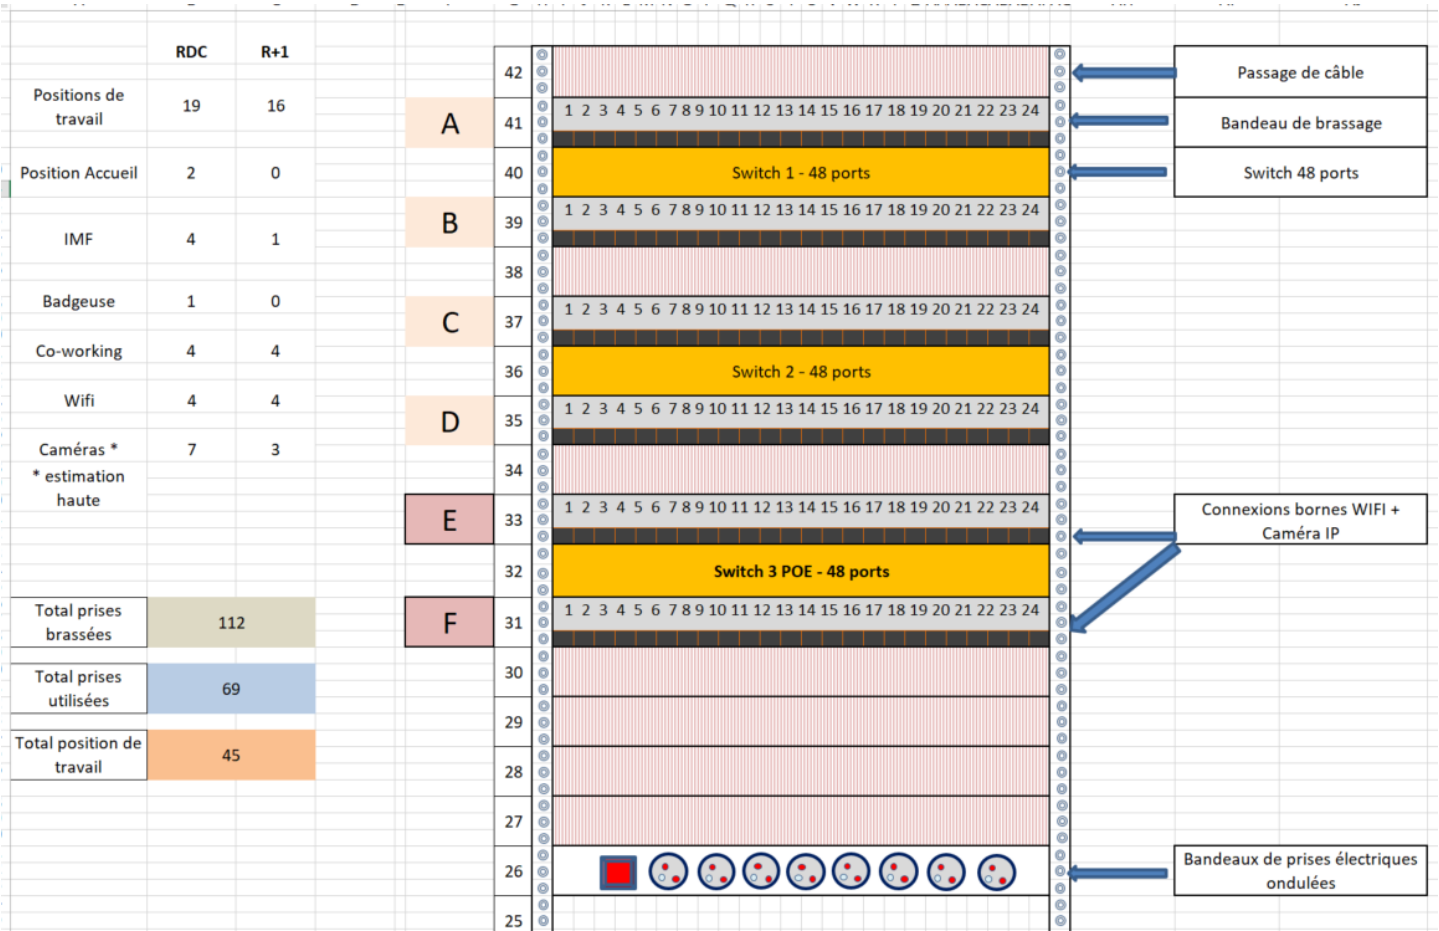 RDC R+1
Positions de
travail
19 16
Position Accueil 2 0
IMF 4 1
Badgeuse 1 0
Co-working 4 4
Wifi 4 4
Caméras * 7 3
* estimation
haute
Total prises
brassées
112
Total prises
utilisées
69
Total position de
travail
45
42
A 41 1 2 3 4 5 6 7 8 9 10 11 12 13 14 15 16 17 18 19 20 21 22 23 24
40 Switch 1 - 48 ports
B 39 1 2 3 4 5 6 7 8 9 10 11 12 13 14 15 16 17 18 19 20 21 22 23 24
38
C 37 1 2 3 4 5 6 7 8 9 10 11 12 13 14 15 16 17 18 19 20 21 22 23 24
36 Switch 2 - 48 ports
D 35 1 2 3 4 5 6 7 8 9 10 11 12 13 14 15 16 17 18 19 20 21 22 23 24
34
E 33 1 2 3 4 5 6 7 8 9 10 11 12 13 14 15 16 17 18 19 20 21 22 23 24
32 Switch 3 POE - 48 ports
F 31 1 2 3 4 5 6 7 8 9 10 11 12 13 14 15 16 17 18 19 20 21 22 23 24
30
29
28
27
26
25
Passage de câble
Bandeau de brassage
Switch 48 ports
Connexions bornes WIFI +
Caméra IP
Bandeaux de prises électriques
ondulées